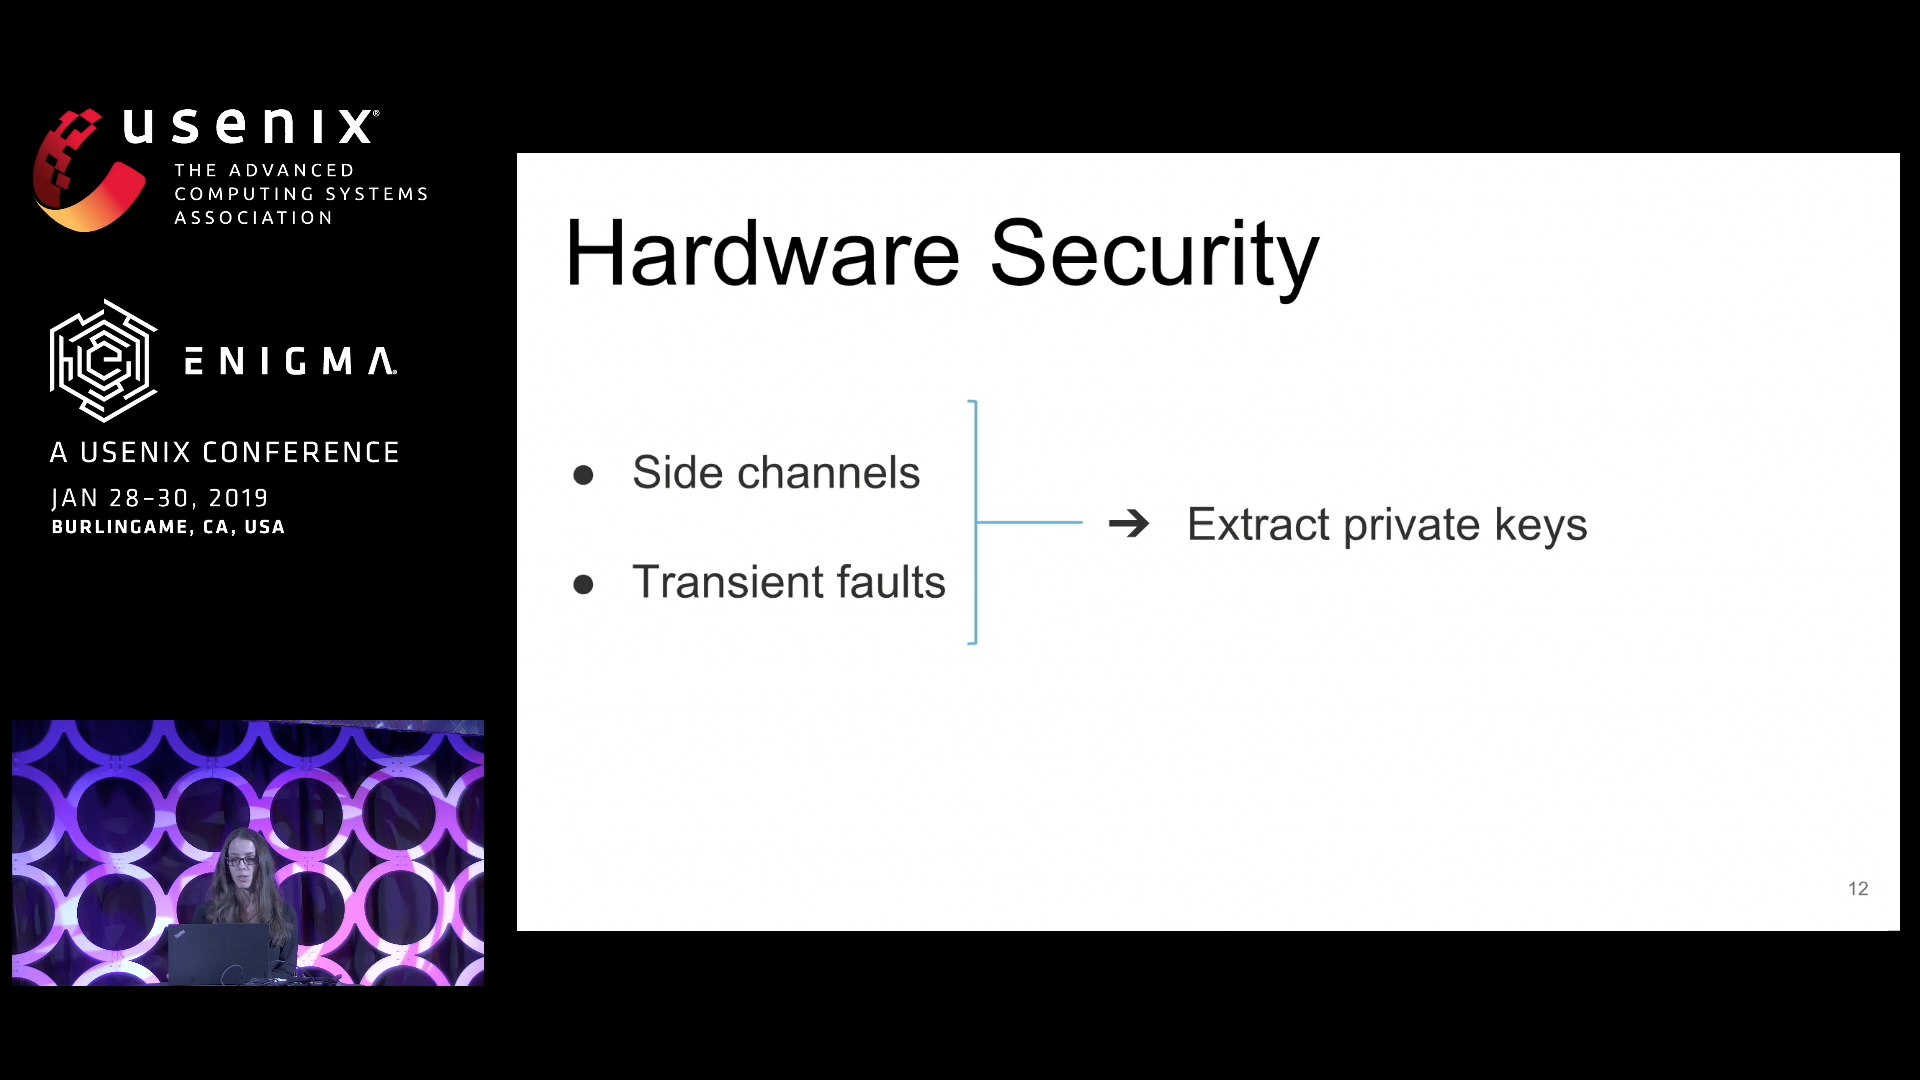 usenix®
THE ADVANCED
COMPUTING SYSTEMS
ASSOCIATION
ENIGMA®
A USENIX CONFERENCE
JAN 28–30, 2019
BURLINGAME, CA, USA
Hardware Security
● Side channels
● Transient faults
➔ Extract private keys
12